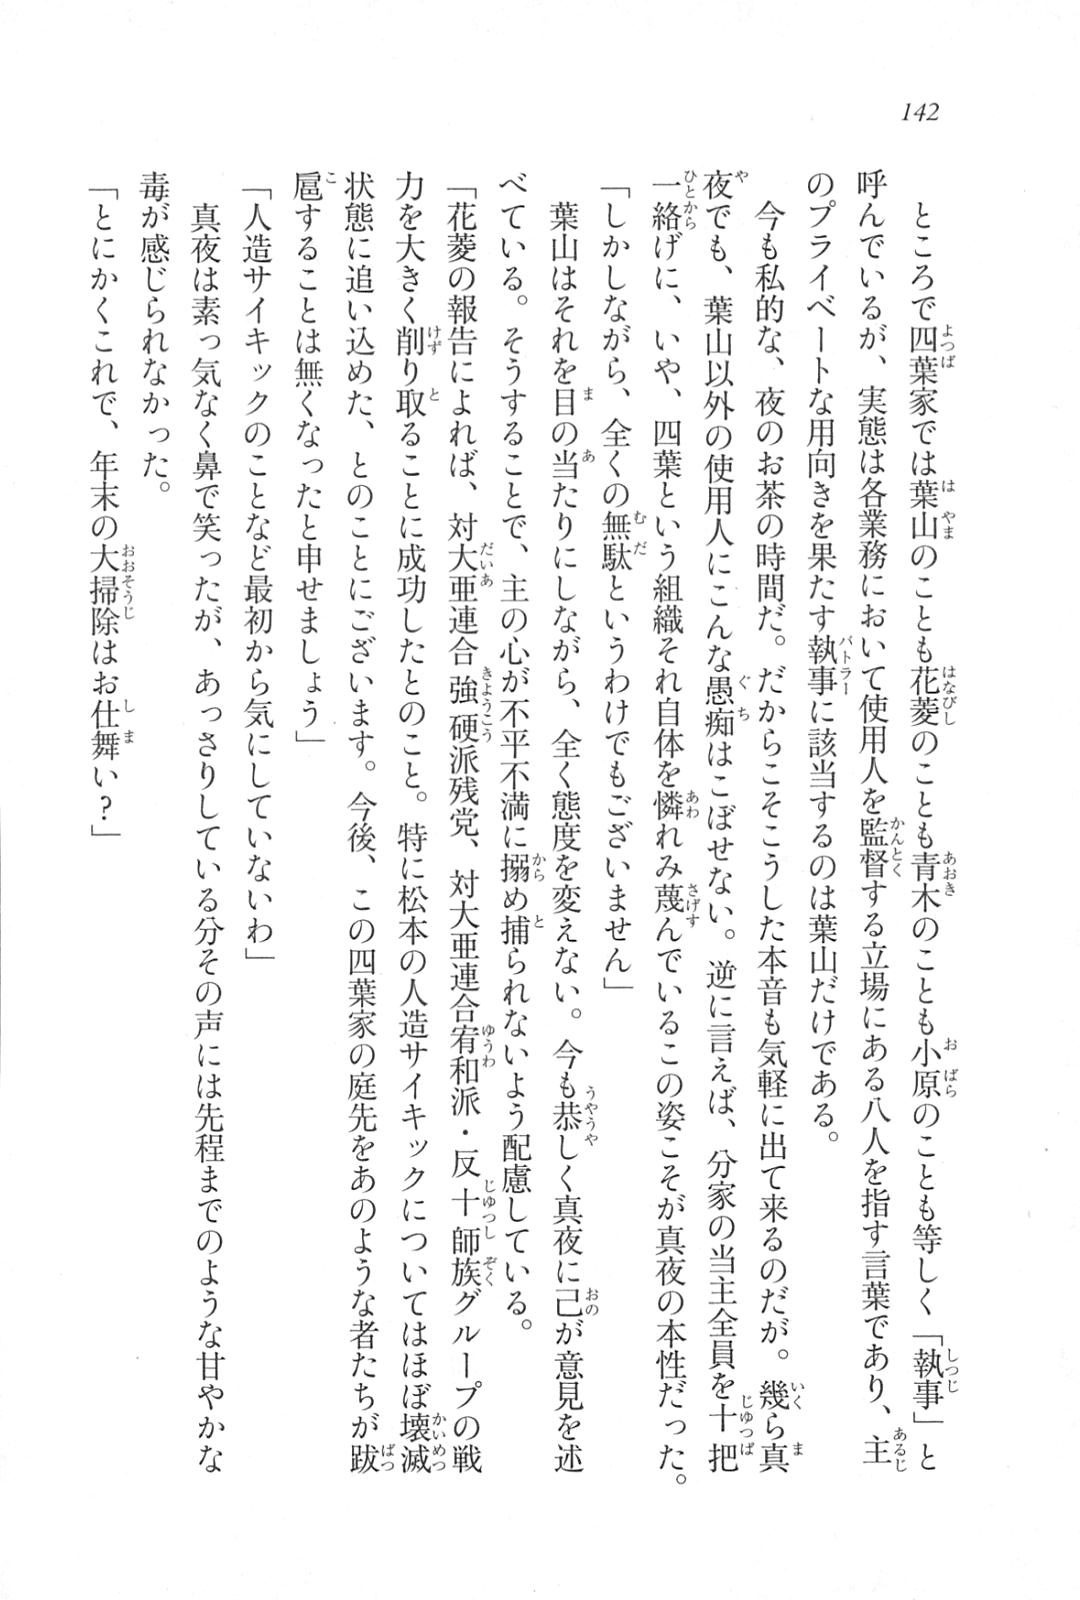 142
ところで四葉家では葉山のことも花菱のことも青木のことも小原のことも等しく「執事」と
呼んでいるが、実態は各業務において使用人を監督する立場にある八人を指す言葉であり、主
のプライベートな用向きを果たす執事に該当するのは葉山だけである。
今も私的な、夜のお茶の時間だ。だからこそこうした本音も気軽に出て来るのだが。幾ら真
夜でも、葉山以外の使用人にこんな愚痴はこぼせない。逆に言えば、分家の当主全員を十把
一絡げに、いや、四葉という組織それ自体を憐れみ蔑んでいるこの姿こそが真夜の本性だった。
「しかしながら、全くの無駄というわけでもございません」
葉山はそれを目の当たりにしながら、全く態度を変えない。今も恭しく真夜に己が意見を述
べている。そうすることで、主の心が不平不満に搦め捕られないよう配慮している。
「花菱の報告によれば、対大亜連合強硬派残党、対大亜連合宥和派・反十師族グループの戦
力を大きく削り取ることに成功したとのこと。特に松本の人造サイキックについてはほぼ壊滅
状態に追い込めた、とのことにございます。今後、この四葉家の庭先をあのような者たちが跋
扈することは無くなったと申せましょう」
「人造サイキックのことなど最初から気にしていないわ」
真夜は素っ気なく鼻で笑ったが、あっさりしている分その声には先程までのような甘やかな
毒が感じられなかった。
「とにかくこれで、年末の大掃除はお仕舞い？」